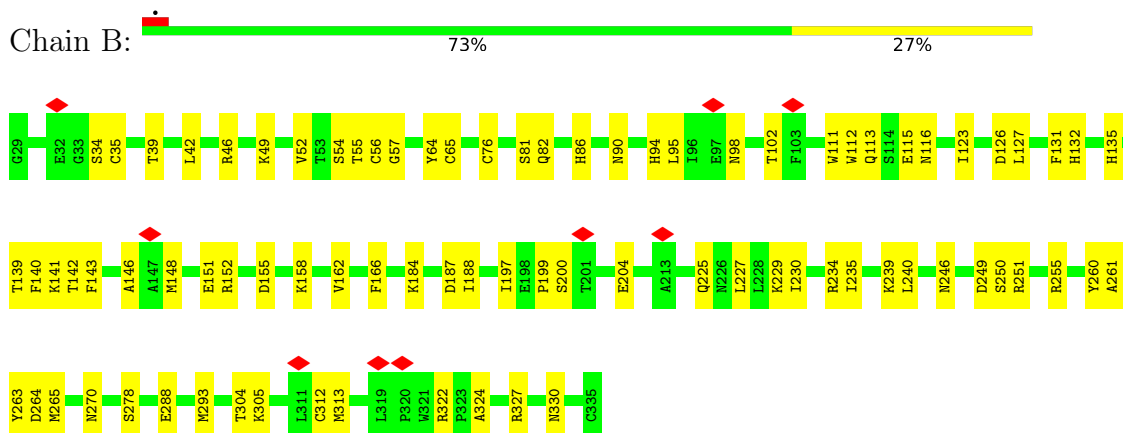 Chain B:
73%
27%
G29 E32 G33 S34 C35 T39 L42 R46 K49 V52 T53 S54 T55 C56 G57 Y64 C65 C76 S81 Q82 H86 N90 H94 L95 I96 E97 N98 T102 F103 W111 W112 Q113 S114 E115 N116 I123 D126 L127 F131 H132 H135
T139 F140 K141 T142 F143 A146 A147 M148 E151 R152 D155 K158 V162 F166 K184 D187 I188 I197 E198 P199 S200 T201 E204 A213 Q225 N226 L227 L228 K229 I230 R234 I235 K239 L240 N246 D249 S250 R251 R255 Y260 A261
Y263 D264 M265 N270 S278 E288 M293 T304 K305 L311 C312 M313 L319 P320 W321 R322 P323 A324 R327 N330 C335